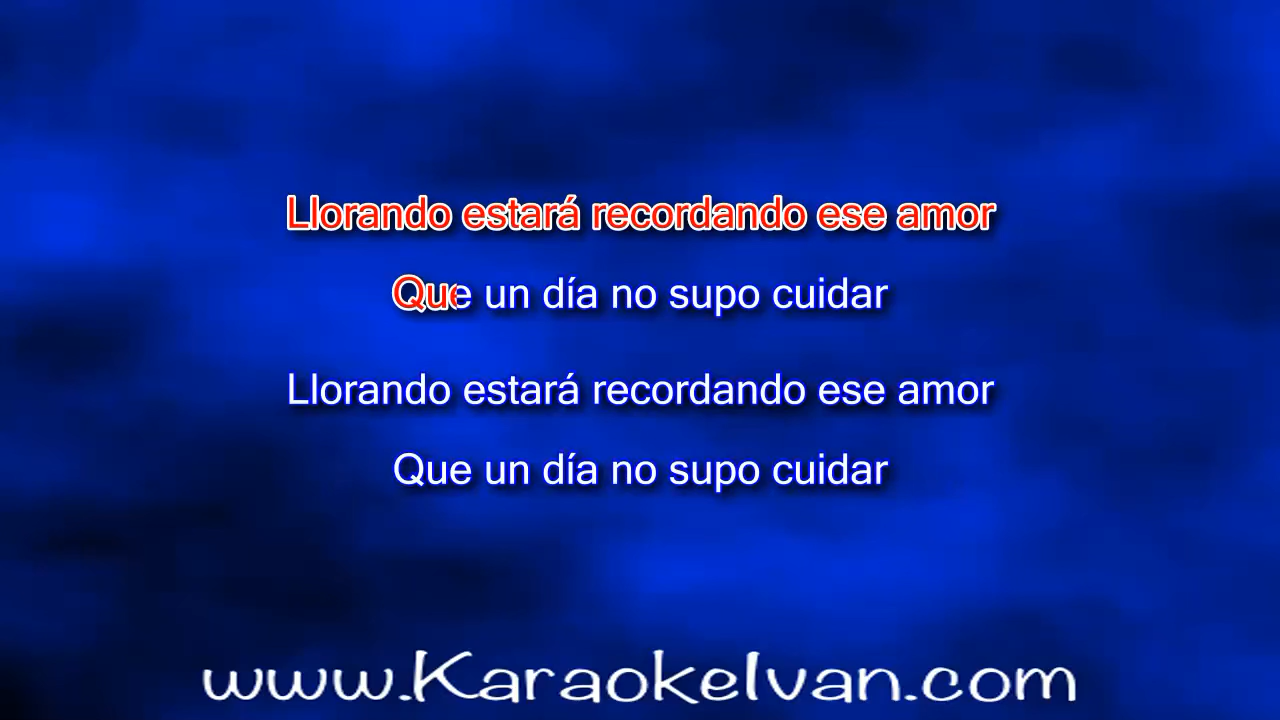 Llorando estará recordando ese amor
Que un día no supo cuidar
Llorando estará recordando ese amor
Que un día no supo cuidar
www.KaraokeIvan.com